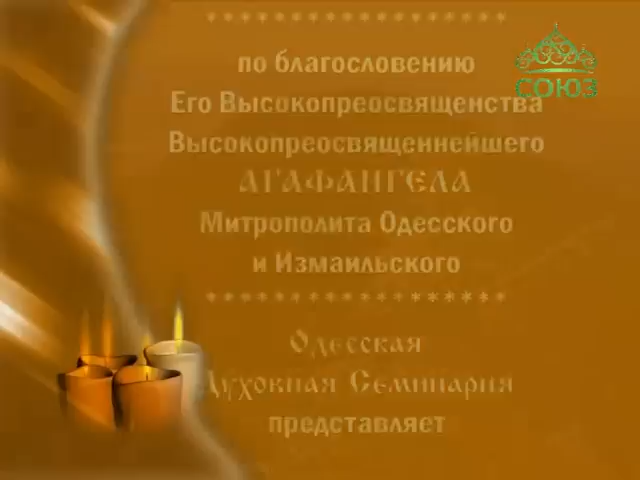 СОЮЗ
по благословению
Его Высокопреосвященства
Высокопреосвященнейшего
АГАФАНГЕЛА
Митрополита Одесского
и Измаильского
Одесская
Духовная Семинария
представляет